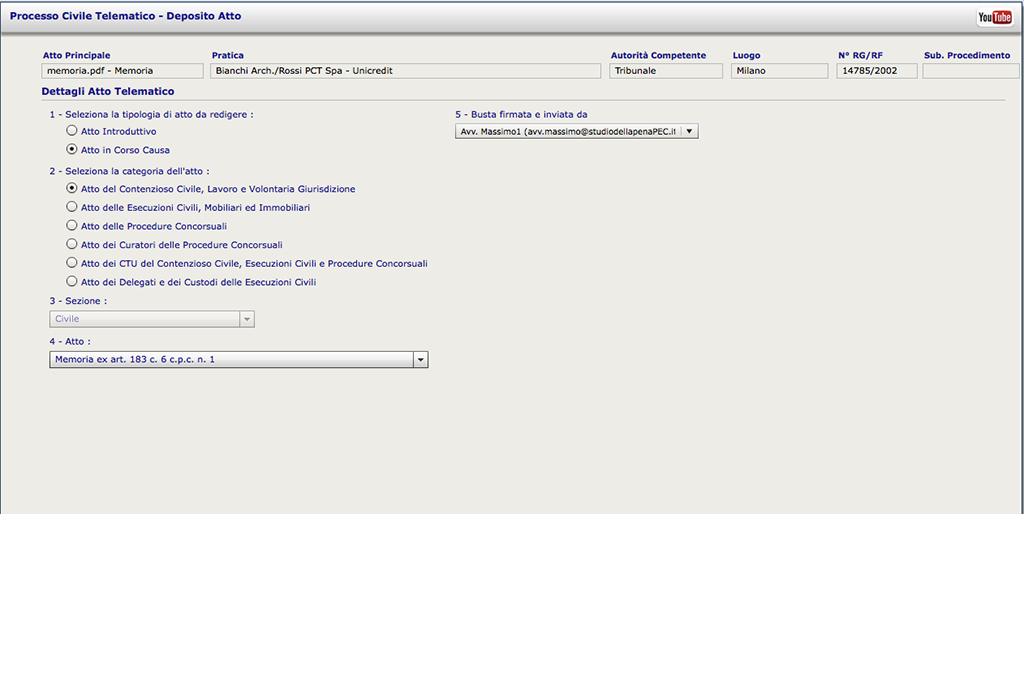 Processo Civile Telematico - Deposito Atto
YouTube
Atto Principale Pratica Autorità Competente Luogo N° RG/RF Sub. Procedimento
memoria.pdf - Memoria Bianchi Arch./Rossi PCT Spa - Unicredit Tribunale Milano 14785/2002
Dettagli Atto Telematico
1 - Seleziona la tipologia di atto da redigere :
Atto Introduttivo
Atto in Corso Causa
2 - Seleziona la categoria dell'atto :
Atto del Contenzioso Civile, Lavoro e Volontaria Giurisdizione
Atto delle Esecuzioni Civili, Mobiliari ed Immobiliari
Atto delle Procedure Concorsuali
Atto dei Curatori delle Procedure Concorsuali
Atto dei CTU del Contenzioso Civile, Esecuzioni Civili e Procedure Concorsuali
Atto dei Delegati e dei Custodi delle Esecuzioni Civili
3 - Sezione :
Civile
4 - Atto :
Memoria ex art. 183 c. 6 c.p.c. n. 1
5 - Busta firmata e inviata da
Avv. Massimo1 (avv.massimo@studiodellapenaPEC.it